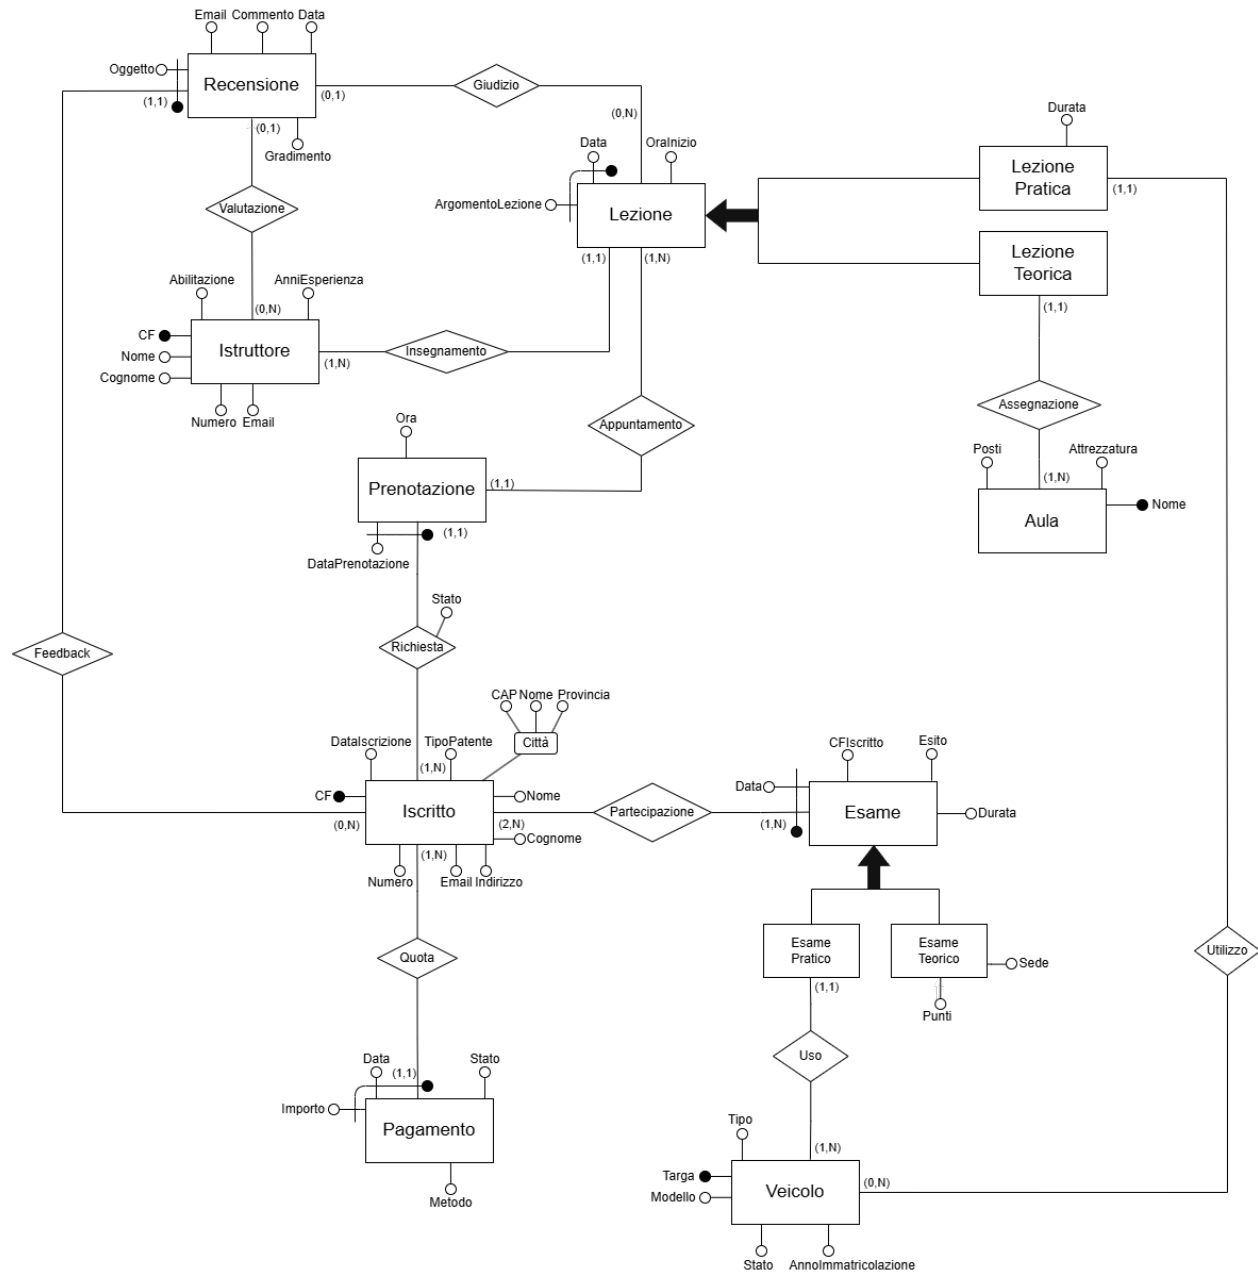 Email Commento Data
Oggetto
Recensione
(1,1)
(0,1)
(0,1)
Gradimento
Giudizio
(0,N)
Durata
Lezione
Pratica
(1,1)
Data
OraInizio
ArgomentoLezione
Lezione
(1,1)
(1,N)
Lezione
Teorica
(1,1)
Valutazione
Abilitazione
AnniEsperienza
(0,N)
CF
Nome
Cognome
Istruttore
(1,N)
Numero Email
Insegnamento
Appuntamento
Assegnazione
Ora
Prenotazione
(1,1)
(1,1)
DataPrenotazione
Posti
Attrezzatura
(1,N)
Aula
Nome
Stato
Richiesta
Feedback
CAP Nome Provincia
Città
DataIscrizione
TipoPatente
(1,N)
CF
Iscritto
Nome
Cognome
(0,N)
(2,N)
(1,N)
Numero
Email Indirizzo
Partecipazione
CFIscritto
Esito
Data
(1,N)
Esame
Durata
Esame
Pratico
(1,1)
Esame
Teorico
Sede
Punti
Utilizzo
Quota
Uso
Data
(1,1)
Stato
Importo
Pagamento
Metodo
Tipo
(1,N)
Targa
Modello
Veicolo
(0,N)
Stato
AnnoImmatricolazione